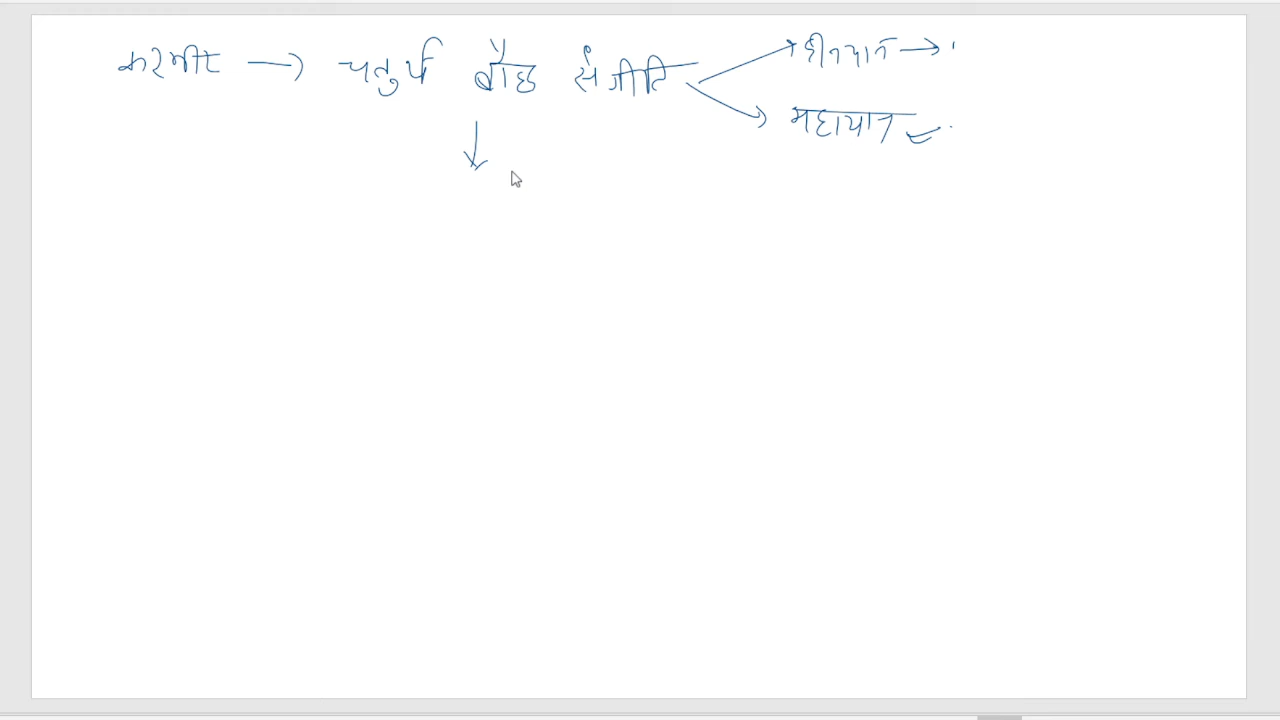 कश्मीर → चतुर्थ बौद्ध संगीति → हीनयान →
→ महायान